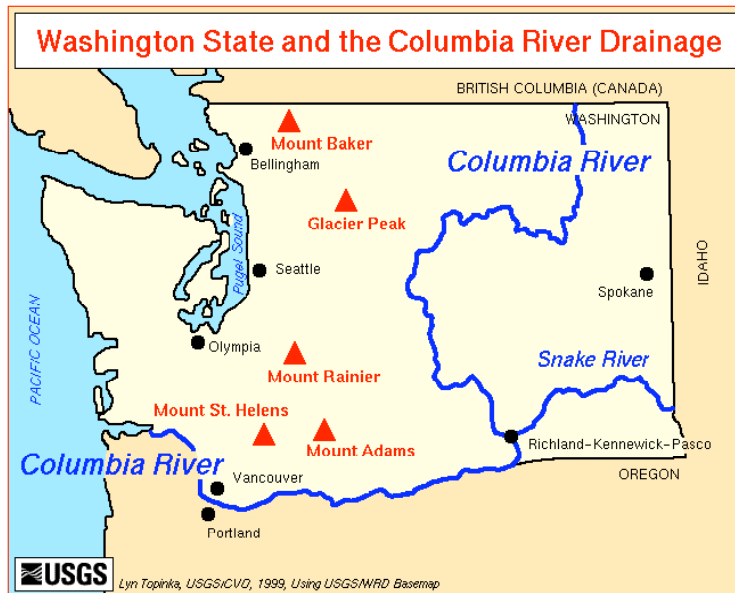 Washington State and the Columbia River Drainage
BRITISH COLUMBIA (CANADA)
WASHINGTON
Mount Baker
Bellingham
Columbia River
Glacier Peak
Puget Sound
Seattle
Spokane
IDAHO
PACIFIC OCEAN
Olympia
Mount Rainier
Snake River
Mount St. Helens
Mount Adams
Richland-Kennewick-Pasco
Columbia River
OREGON
Vancouver
Portland
USGS
Lyn Topinka, USGS/CVO, 1999, Using USGS/WRD Basemap